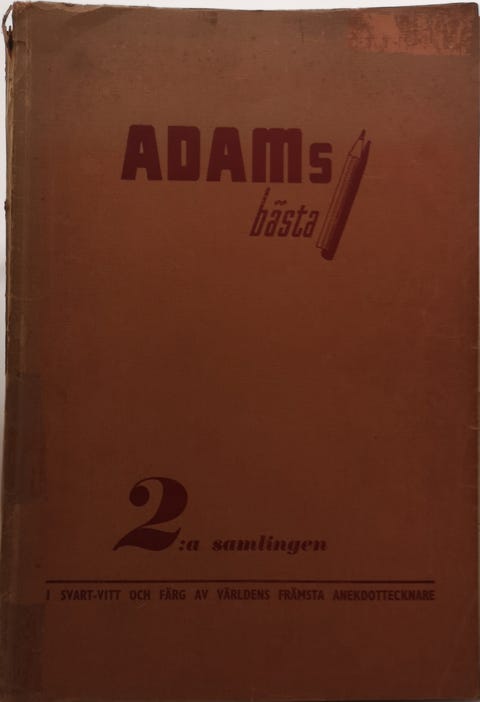 ADAMs
bästa
2:a samlingen
I SVART-VITT OCH FÄRG AV VÄRLDENS FRÄMSTA ANEKDOTTECKNARE